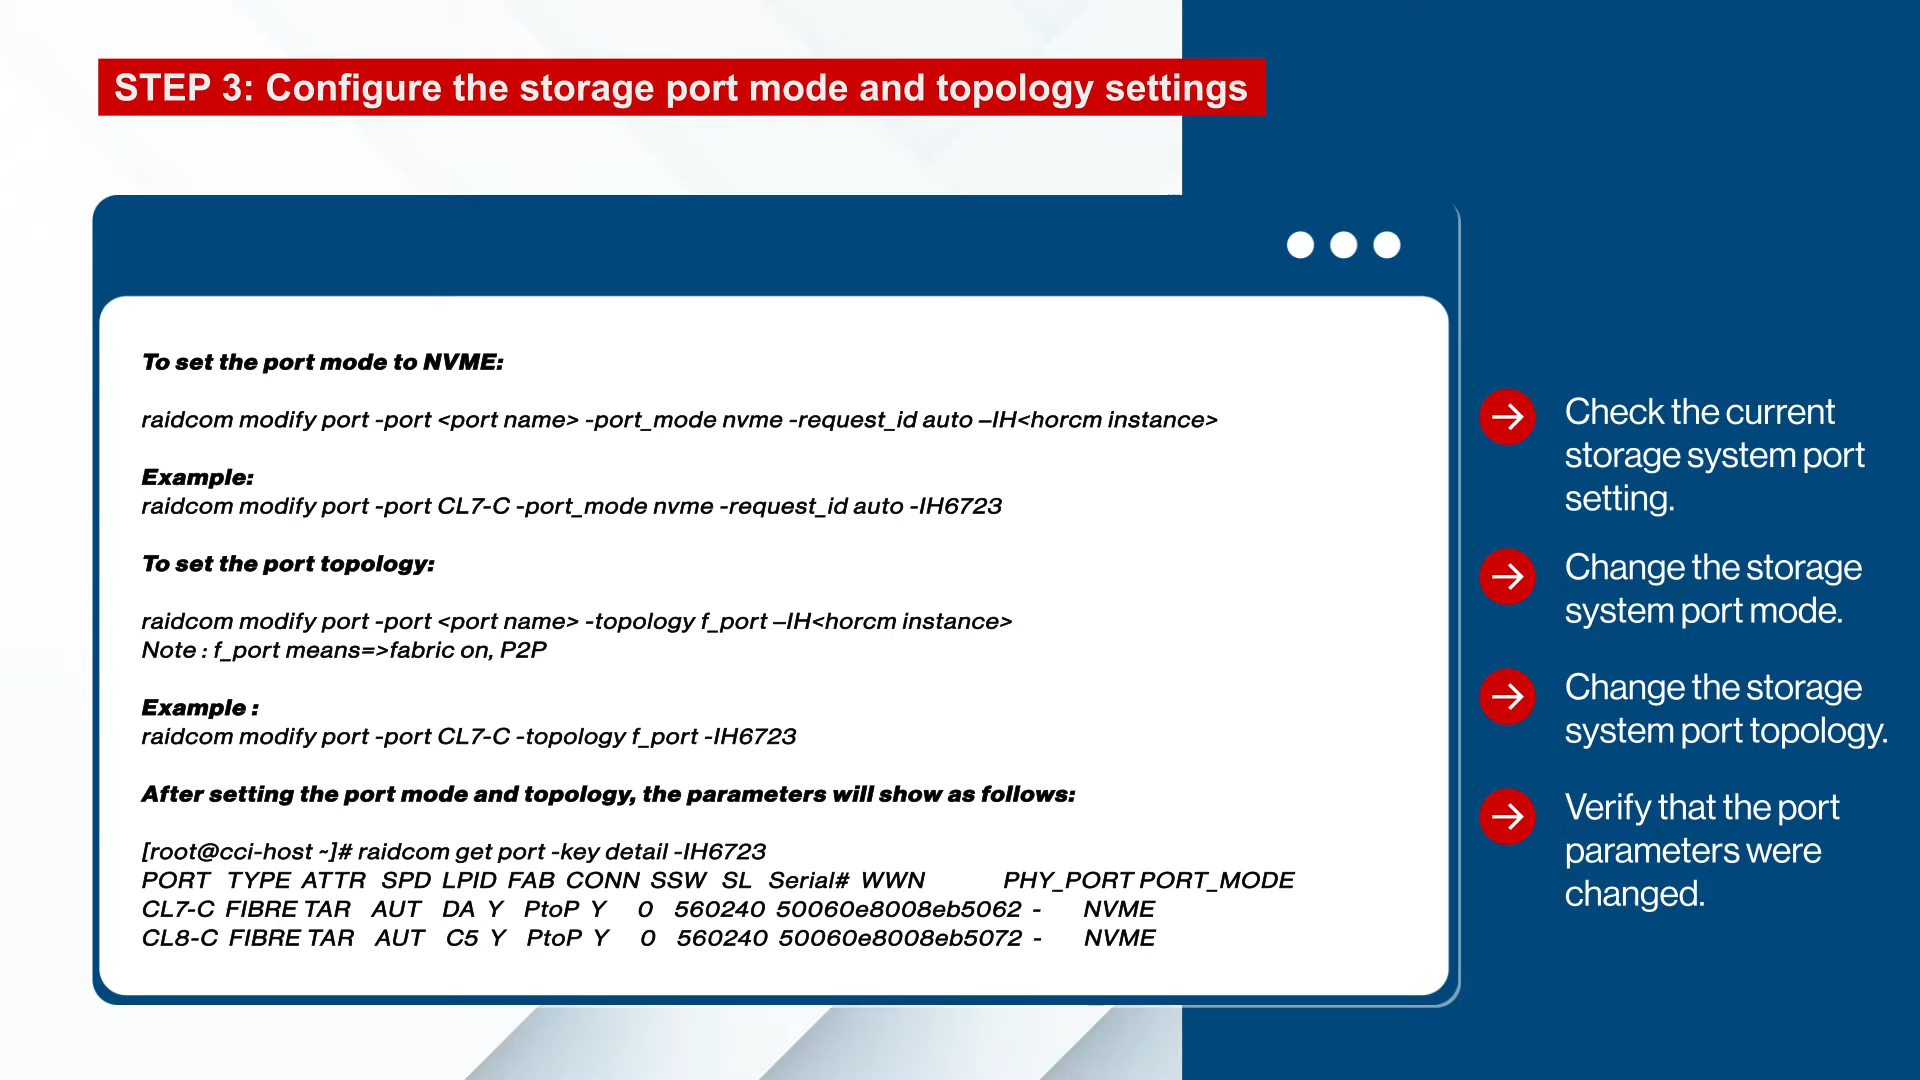 STEP 3: Configure the storage port mode and topology settings
To set the port mode to NVME:
raidcom modify port -port <port name> -port_mode nvme -request_id auto –IH<horcm instance>
Example:
raidcom modify port -port CL7-C -port_mode nvme -request_id auto -IH6723
To set the port topology:
raidcom modify port -port <port name> -topology f_port –IH<horcm instance>
Note : f_port means=>fabric on, P2P
Example :
raidcom modify port -port CL7-C -topology f_port -IH6723
After setting the port mode and topology, the parameters will show as follows:
[root@cci-host ~]# raidcom get port -key detail -IH6723
PORT TYPE ATTR SPD LPID FAB CONN SSW SL Serial# WWN PHY_PORT PORT_MODE
CL7-C FIBRE TAR AUT DA Y PtoP Y 0 560240 50060e8008eb5062 - NVME
CL8-C FIBRE TAR AUT C5 Y PtoP Y 0 560240 50060e8008eb5072 - NVME
Check the current
storage system port
setting.
Change the storage
system port mode.
Change the storage
system port topology.
Verify that the port
parameters were
changed.